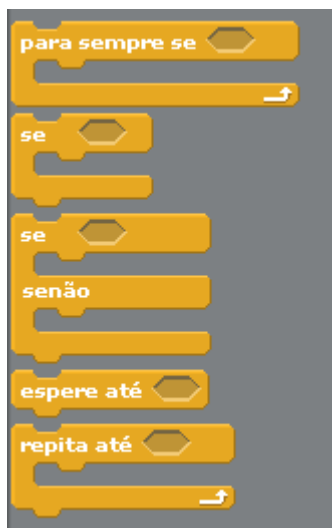 para sempre se
se
se
senão
espere até
repita até